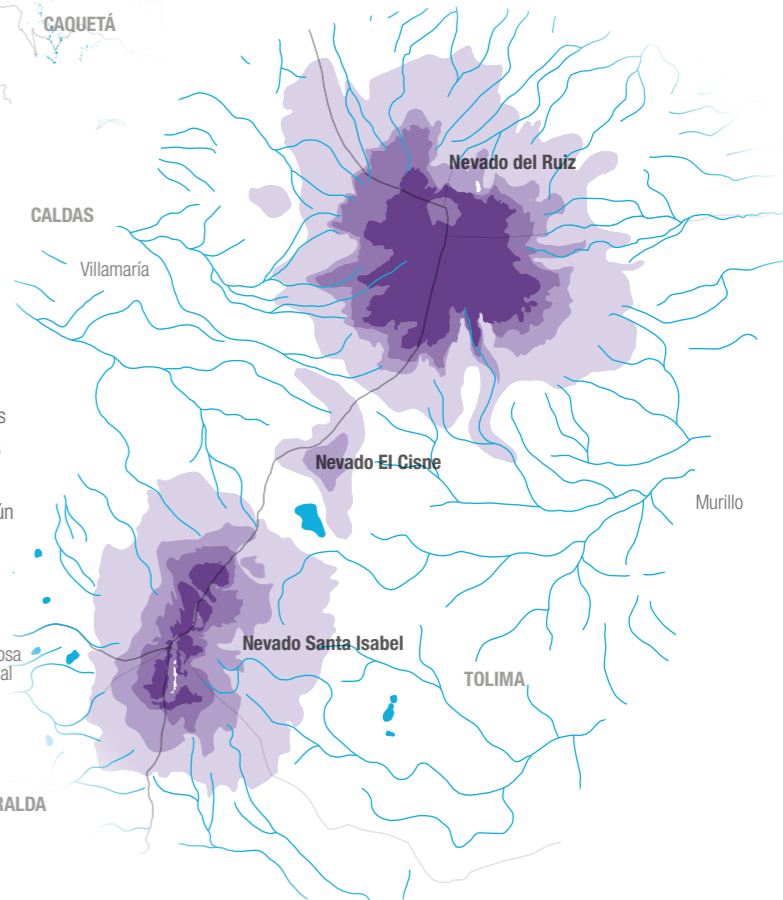 CAQUETÁ
Nevado del Ruiz
CALDAS
Villamaría
Nevado El Cisne
Murillo
Nevado Santa Isabel
TOLIMA